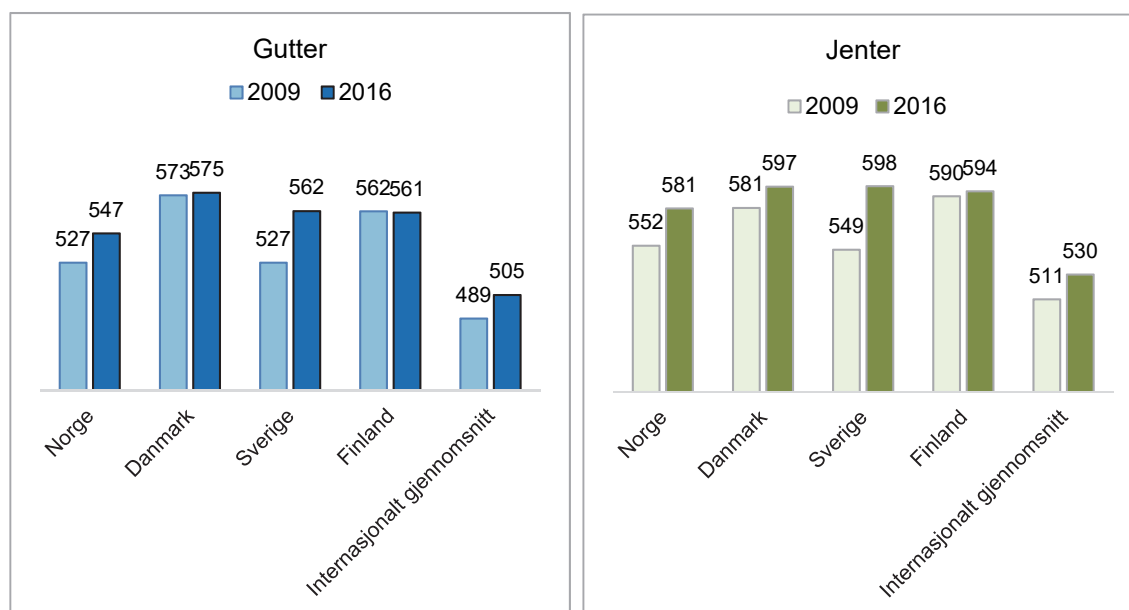 Gutter
2009 2016
527 547 573 575 527 562 562 561 489 505
Norge
Danmark
Sverige
Finland
Internasjonalt gjennomsnitt
Jenter
2009 2016
552 581 581 597 549 598 590 594 511 530
Norge
Danmark
Sverige
Finland
Internasjonalt gjennomsnitt